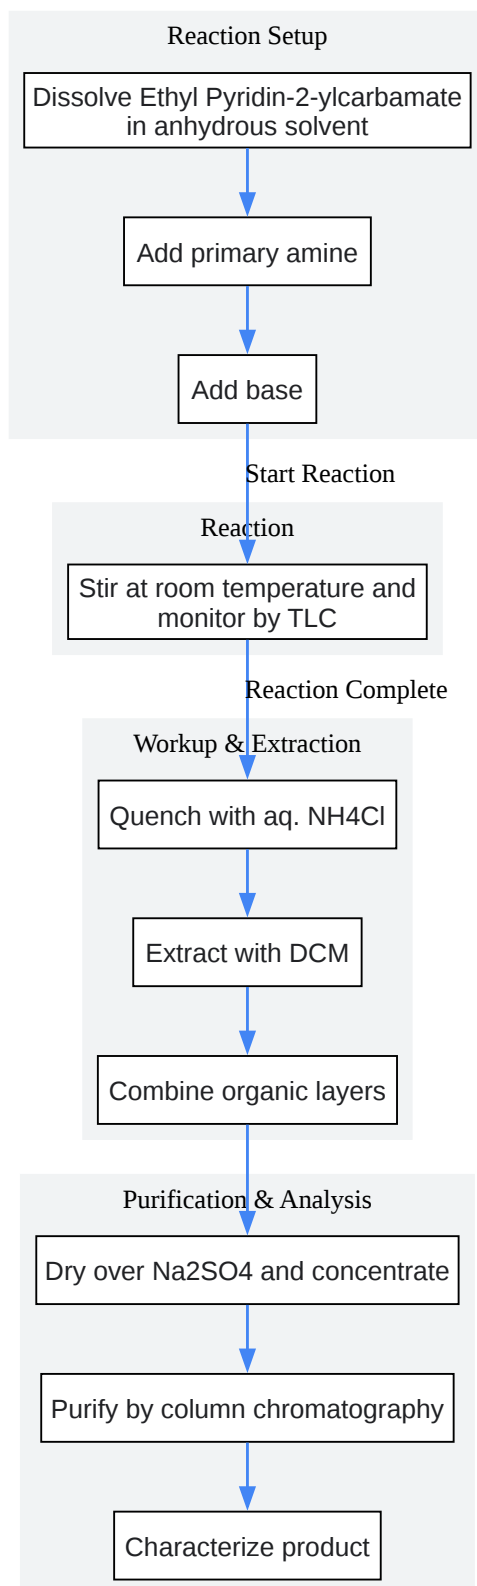 Reaction Setup
Dissolve Ethyl Pyridin-2-ylcarbamate
in anhydrous solvent
Add primary amine
Add base
Start Reaction
Reaction
Stir at room temperature and
monitor by TLC
Reaction Complete
Workup & Extraction
Quench with aq. NH4Cl
Extract with DCM
Combine organic layers
Purification & Analysis
Dry over Na2SO4 and concentrate
Purify by column chromatography
Characterize product